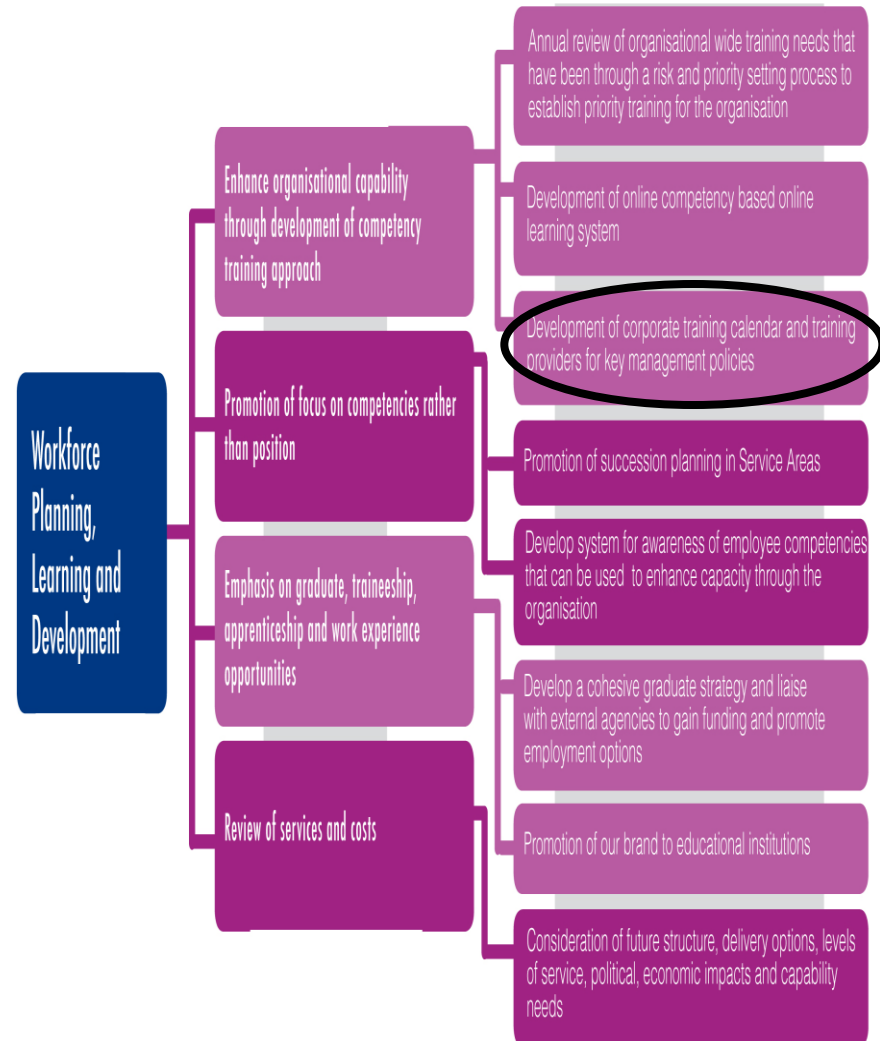 Workforce
Planning,
Learning and
Development
Enhance organisational capability
through development of competency
training approach
Annual review of organisational wide training needs that
have been through a risk and priority setting process to
establish priority training for the organisation
Development of online competency based online
learning system
Development of corporate training calendar and training
providers for key management policies
Promotion of focus on competencies rather
than position
Promotion of succession planning in Service Areas
Develop system for awareness of employee competencies
that can be used to enhance capacity through the
organisation
Emphasis on graduate, traineeship,
apprenticeship and work experience
opportunities
Develop a cohesive graduate strategy and liaise
with external agencies to gain funding and promote
employment options
Promotion of our brand to educational institutions
Review of services and costs
Consideration of future structure, delivery options, levels
of service, political, economic impacts and capability
needs